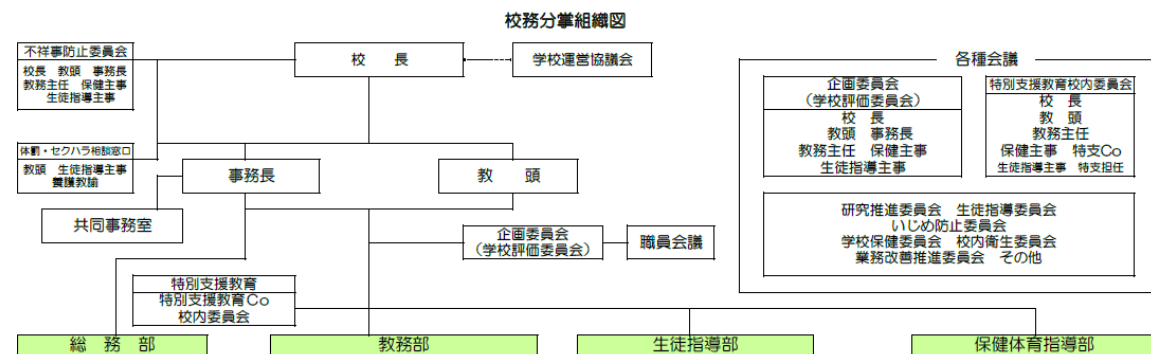 校務分掌組織図
不祥事防止委員会
校長 教頭 事務長
教務主任 保健主事
生徒指導主事
校 長
学校運営協議会
体罰・セクハラ相談窓口
教頭 生徒指導主事
養護教諭
事務長
教 頭
共同事務室
企画委員会
(学校評価委員会)
職員会議
特別支援教育
特別支援教育Co
校内委員会
各種会議
企画委員会
(学校評価委員会)
校 長
教頭 事務長
教務主任 保健主事
生徒指導主事
特別支援教育校内委員会
校 長
教 頭
教務主任
保健主事 特支Co
生徒指導主事 特支担任
研究推進委員会 生徒指導委員会
いじめ防止委員会
学校保健委員会 校内衛生委員会
業務改善推進委員会 その他
総 務 部
教務部
生徒指導部
保健体育指導部